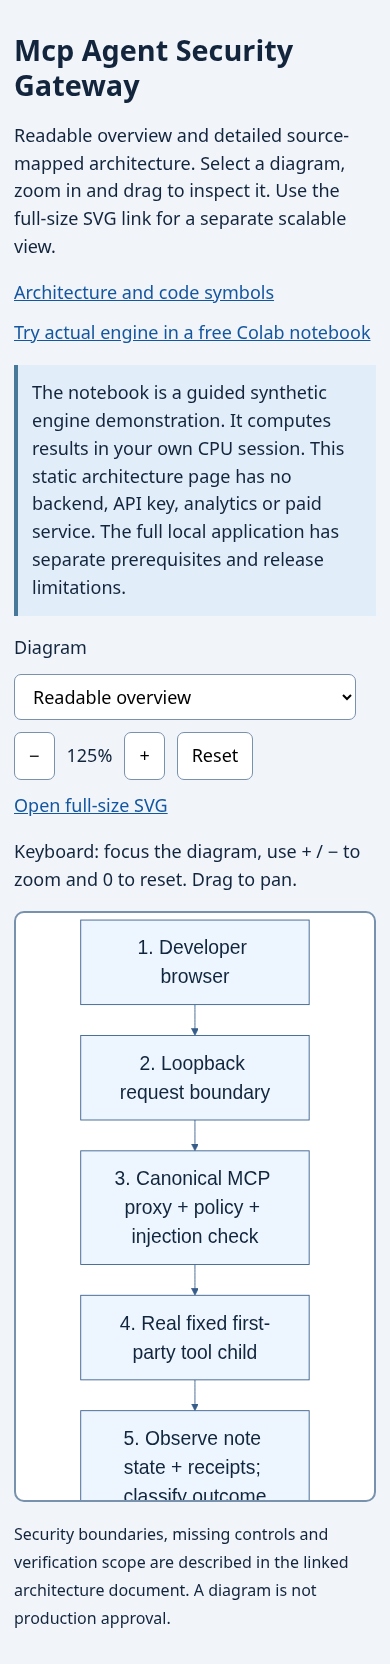 Mcp Agent Security
Gateway
Readable overview and detailed source-
mapped architecture. Select a diagram,
zoom in and drag to inspect it. Use the
full-size SVG link for a separate scalable
view.
Architecture and code symbols
Try actual engine in a free Colab notebook
The notebook is a guided synthetic
engine demonstration. It computes
results in your own CPU session. This
static architecture page has no
backend, API key, analytics or paid
service. The full local application has
separate prerequisites and release
limitations.
Diagram
Readable overview
− 125% + Reset
Open full-size SVG
Keyboard: focus the diagram, use + / − to
zoom and 0 to reset. Drag to pan.
1. Developer
browser
2. Loopback
request boundary
3. Canonical MCP
proxy + policy +
injection check
4. Real fixed first-
party tool child
5. Observe note
state + receipts;
classify outcome
Security boundaries, missing controls and
verification scope are described in the linked
architecture document. A diagram is not
production approval.